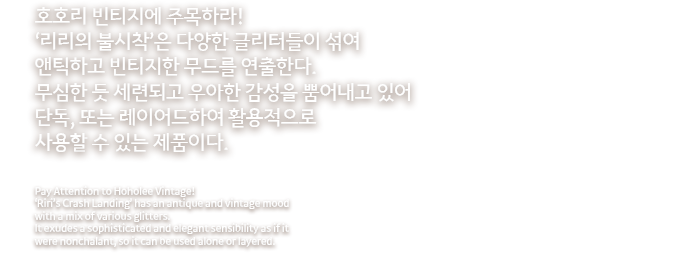 호호리 빈티지에 주목하라!
'리리의 불시착'은 다양한 글리터들이 섞여
앤틱하고 빈티지한 무드를 연출한다.
무심한 듯 세련되고 우아한 감성을 뿜어내고 있어
단독, 또는 레이어드하여 활용적으로
사용할 수 있는 제품이다.
Pay Attention to Hoholee Vintage!
'Riri's Crash Landing' has an antique and vintage mood
with a mix of various glitters.
It exudes a sophisticated and elegant sensibility as if it
were nonchalant, so it can be used alone or layered.